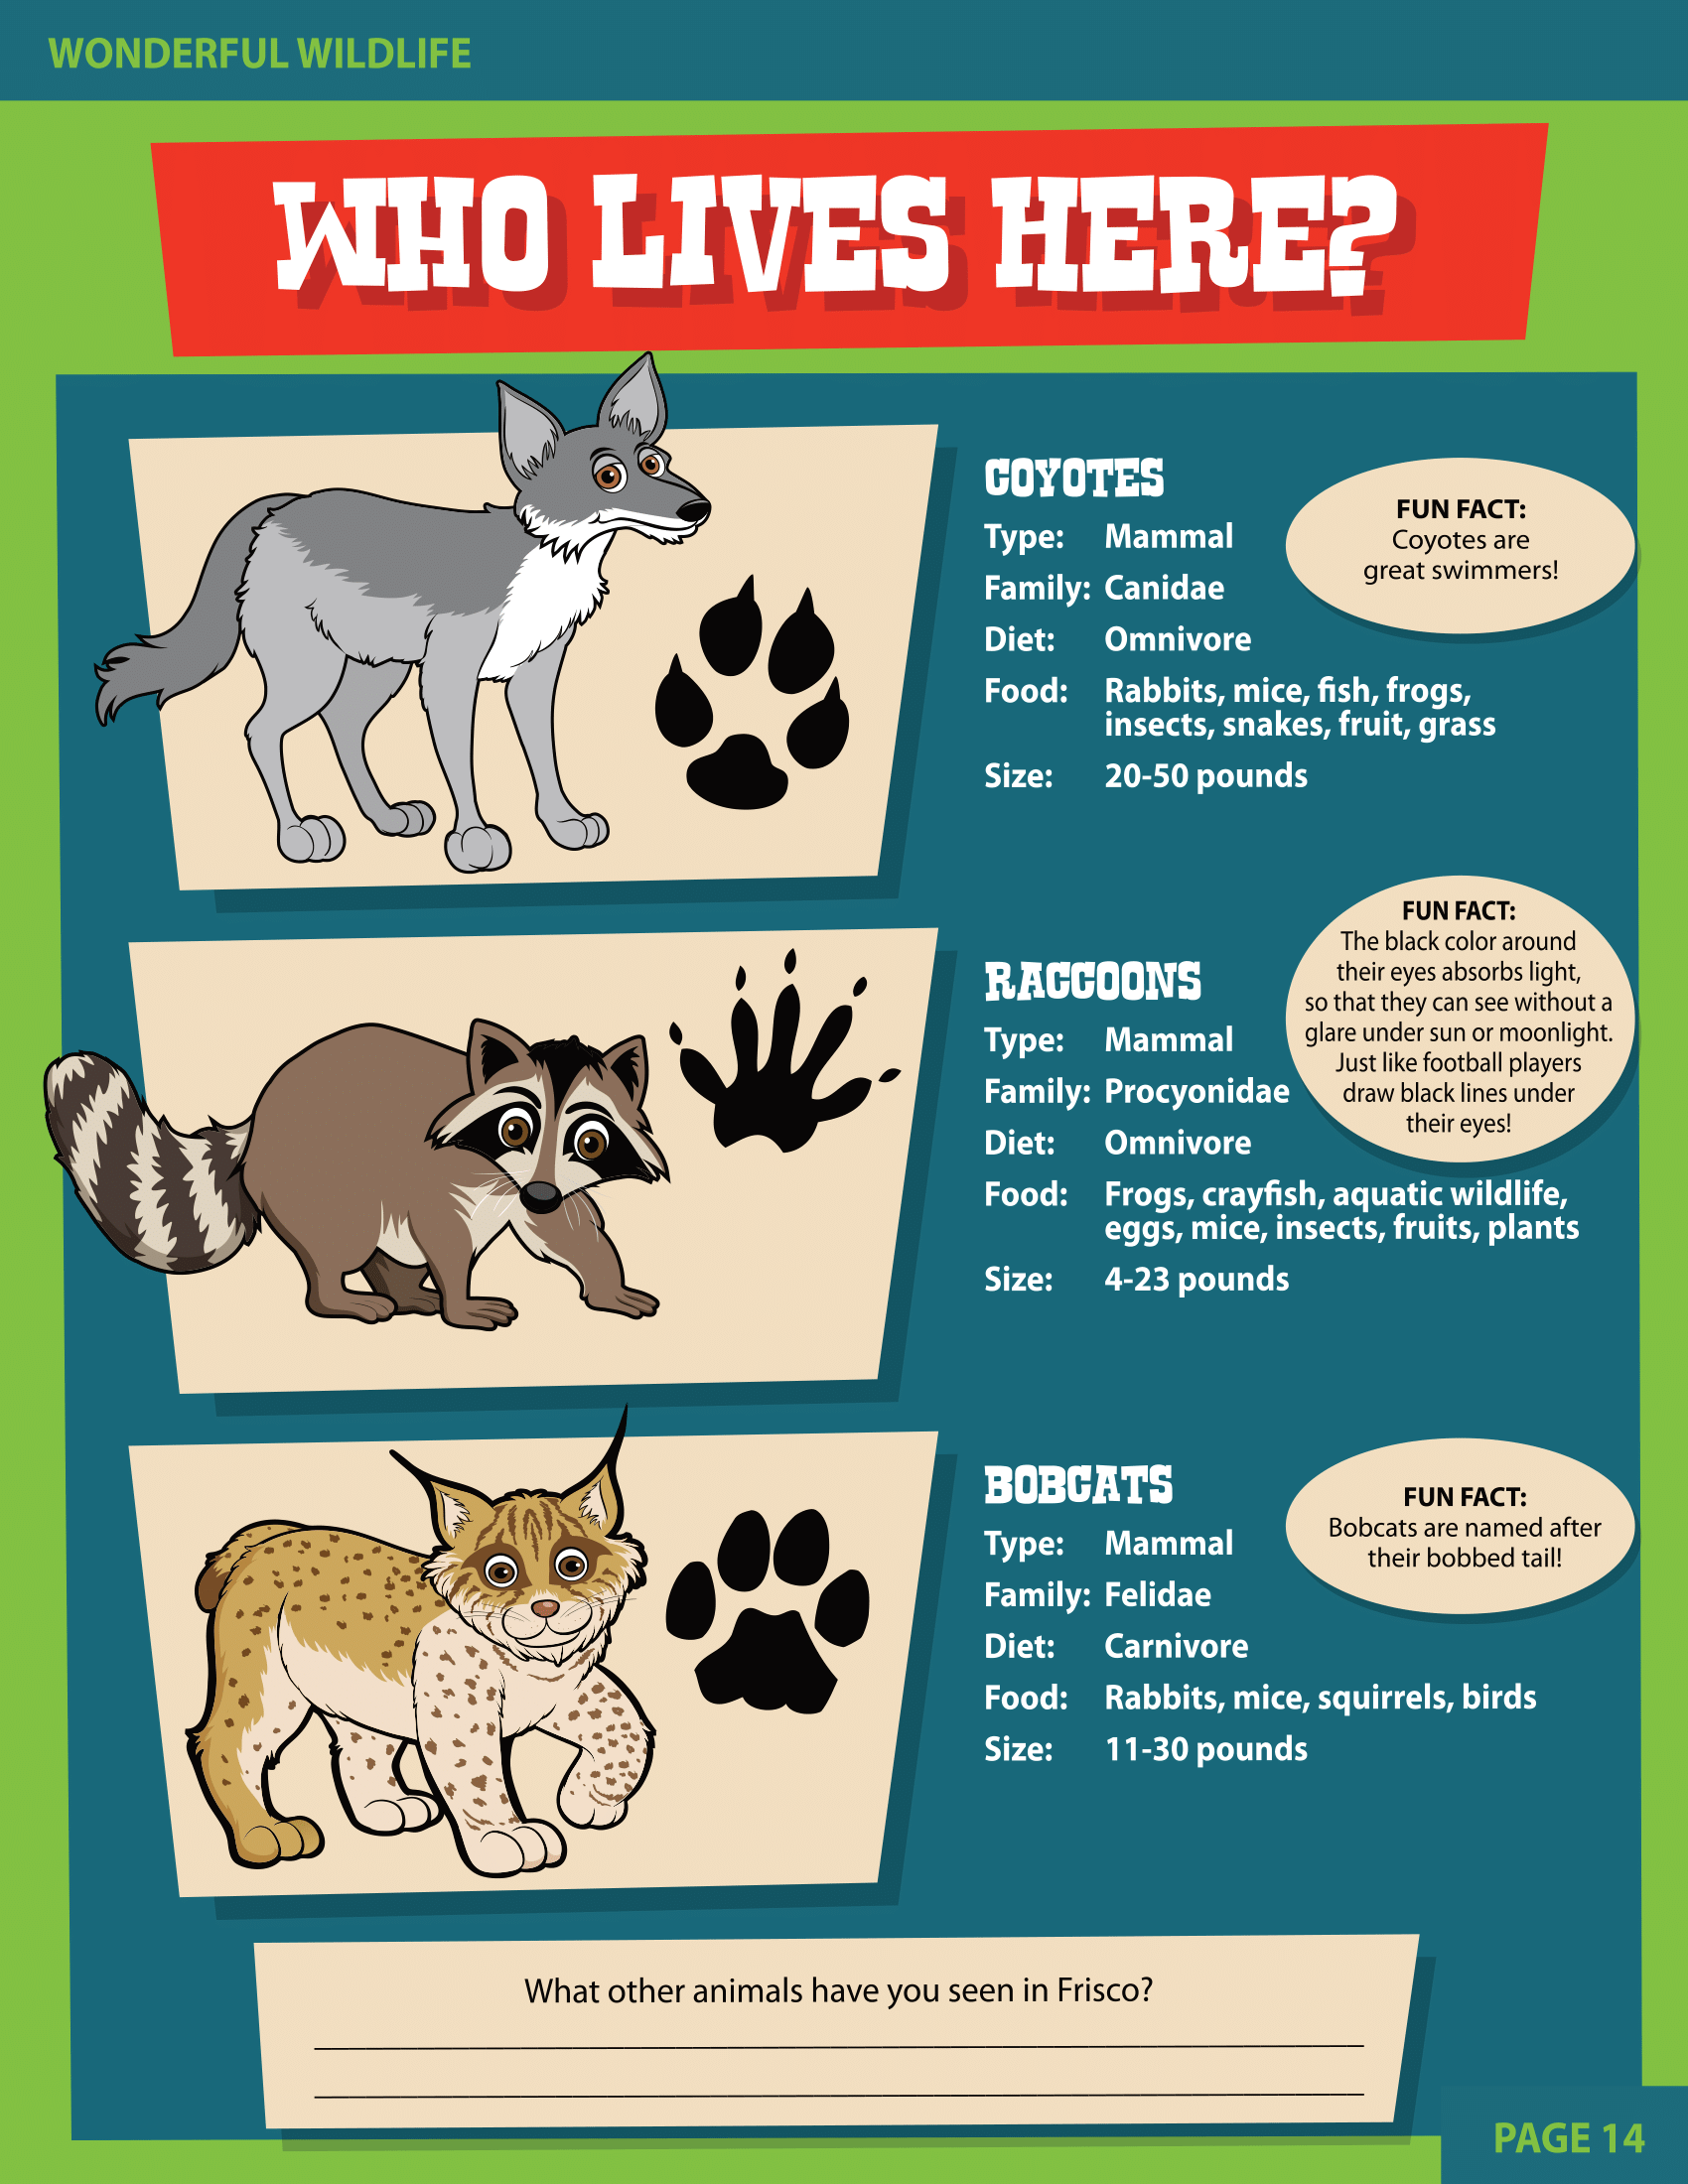 WONDERFUL WILDLIFE
WHO LIVES HERE?
COYOTES
Type: Mammal
Family: Canidae
Diet: Omnivore
Food: Rabbits, mice, fish, frogs,
insects, snakes, fruit, grass
Size: 20-50 pounds
FUN FACT:
Coyotes are
great swimmers!
RACCOONS
Type: Mammal
Family: Procyonidae
Diet: Omnivore
Food: Frogs, crayfish, aquatic wildlife,
eggs, mice, insects, fruits, plants
Size: 4-23 pounds
FUN FACT:
The black color around
their eyes absorbs light,
so that they can see without a
glare under sun or moonlight.
Just like football players
draw black lines under
their eyes!
BOBCATS
Type: Mammal
Family: Felidae
Diet: Carnivore
Food: Rabbits, mice, squirrels, birds
Size: 11-30 pounds
FUN FACT:
Bobcats are named after
their bobbed tail!
What other animals have you seen in Frisco?
PAGE 14